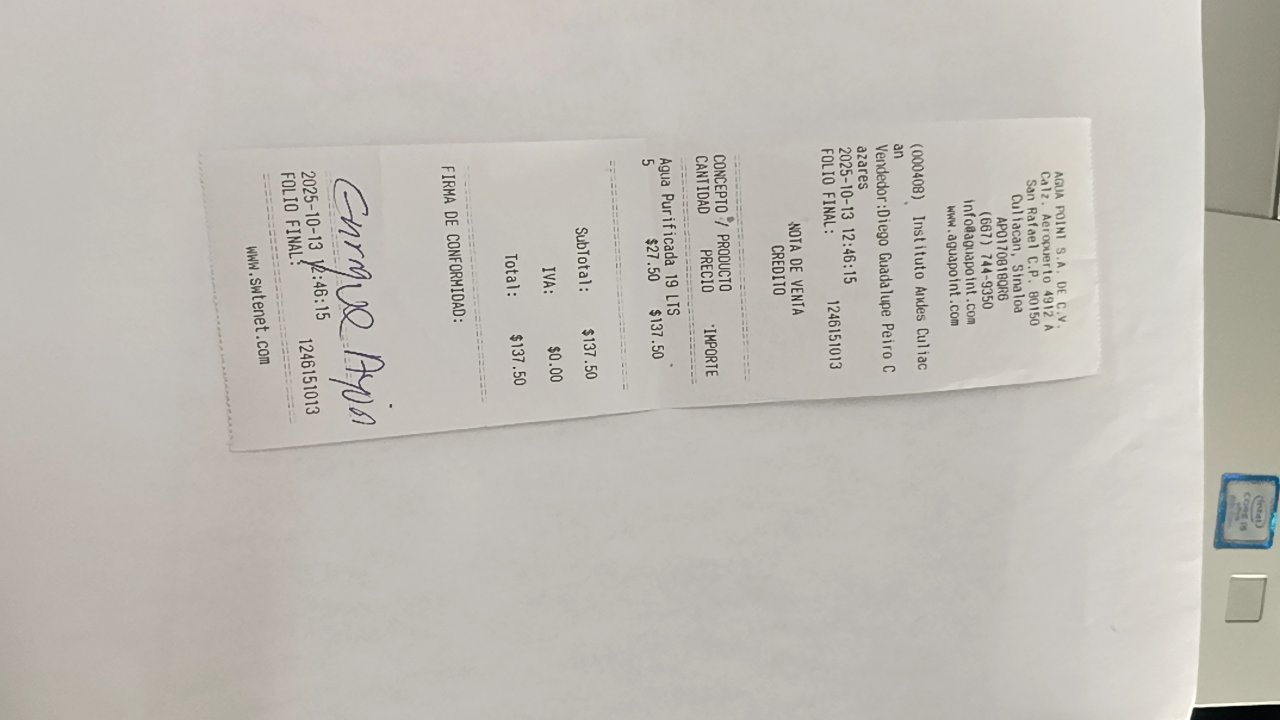 AGUA POINT S.A. DE C.V.
Calz. Aeropuerto 4912 A
San Rafael C.P. 80150
Culiacan, Sinaloa
APO170818QR6
(667) 744-9350
info@aguapoint.com
www.aguapoint.com
(000408) Instituto Andes Culiac
an
Vendedor:Diego Guadalupe Peiro C
azares
2025-10-13 12:46:15
FOLIO FINAL: 1246151013
NOTA DE VENTA
CREDITO
CONCEPTO / PRODUCTO
CANTIDAD PRECIO IMPORTE
Agua Purificada 19 LTS
5 $27.50 $137.50
SubTotal: $137.50
IVA: $0.00
Total: $137.50
FIRMA DE CONFORMIDAD:
2025-10-13 12:46:15
FOLIO FINAL: 1246151013
www.swtenet.com
intel
CORE i5